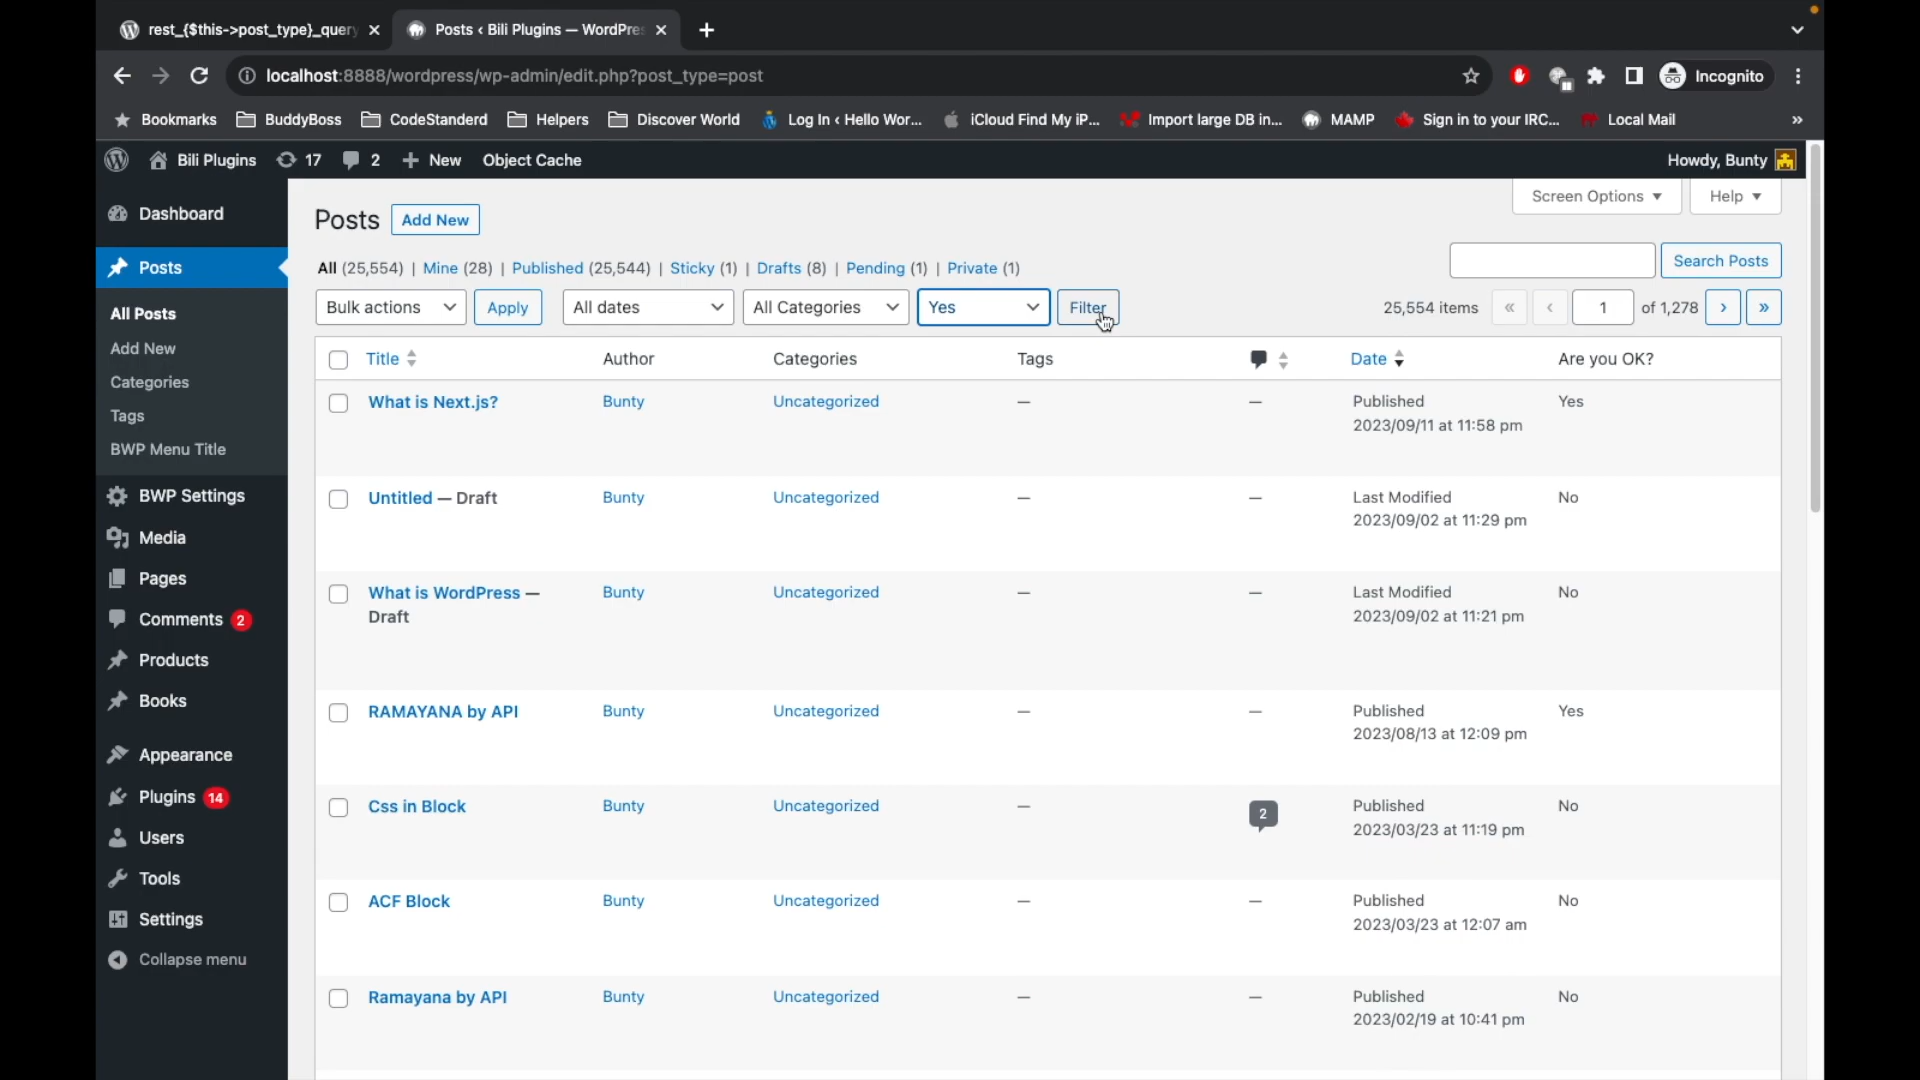 rest_{$this->post_type}_query
Posts ‹ Bili Plugins — WordPres
localhost:8888/wordpress/wp-admin/edit.php?post_type=post
Incognito
Bookmarks BuddyBoss CodeStanderd Helpers Discover World Log In ‹ Hello Wor... iCloud Find My iP... Import large DB in... MAMP Sign in to your IRC... Local Mail »
Bili Plugins 17 2 + New Object Cache Howdy, Bunty
Dashboard
Posts
All Posts
Add New
Categories
Tags
BWP Menu Title
BWP Settings
Media
Pages
Comments 2
Products
Books
Appearance
Plugins 14
Users
Tools
Settings
Collapse menu
Screen Options ▼ Help ▼
Posts Add New
All (25,554) | Mine (28) | Published (25,544) | Sticky (1) | Drafts (8) | Pending (1) | Private (1)
Search Posts
Bulk actions Apply All dates All Categories Yes Filter 25,554 items « ‹ 1 of 1,278 › »
Title Author Categories Tags Date Are you OK?
What is Next.js? Bunty Uncategorized — — Published Yes
2023/09/11 at 11:58 pm
Untitled — Draft Bunty Uncategorized — — Last Modified No
2023/09/02 at 11:29 pm
What is WordPress — Bunty Uncategorized — — Last Modified No
Draft 2023/09/02 at 11:21 pm
RAMAYANA by API Bunty Uncategorized — — Published Yes
2023/08/13 at 12:09 pm
Css in Block Bunty Uncategorized — 2 Published No
2023/03/23 at 11:19 pm
ACF Block Bunty Uncategorized — — Published No
2023/03/23 at 12:07 am
Ramayana by API Bunty Uncategorized — — Published No
2023/02/19 at 10:41 pm